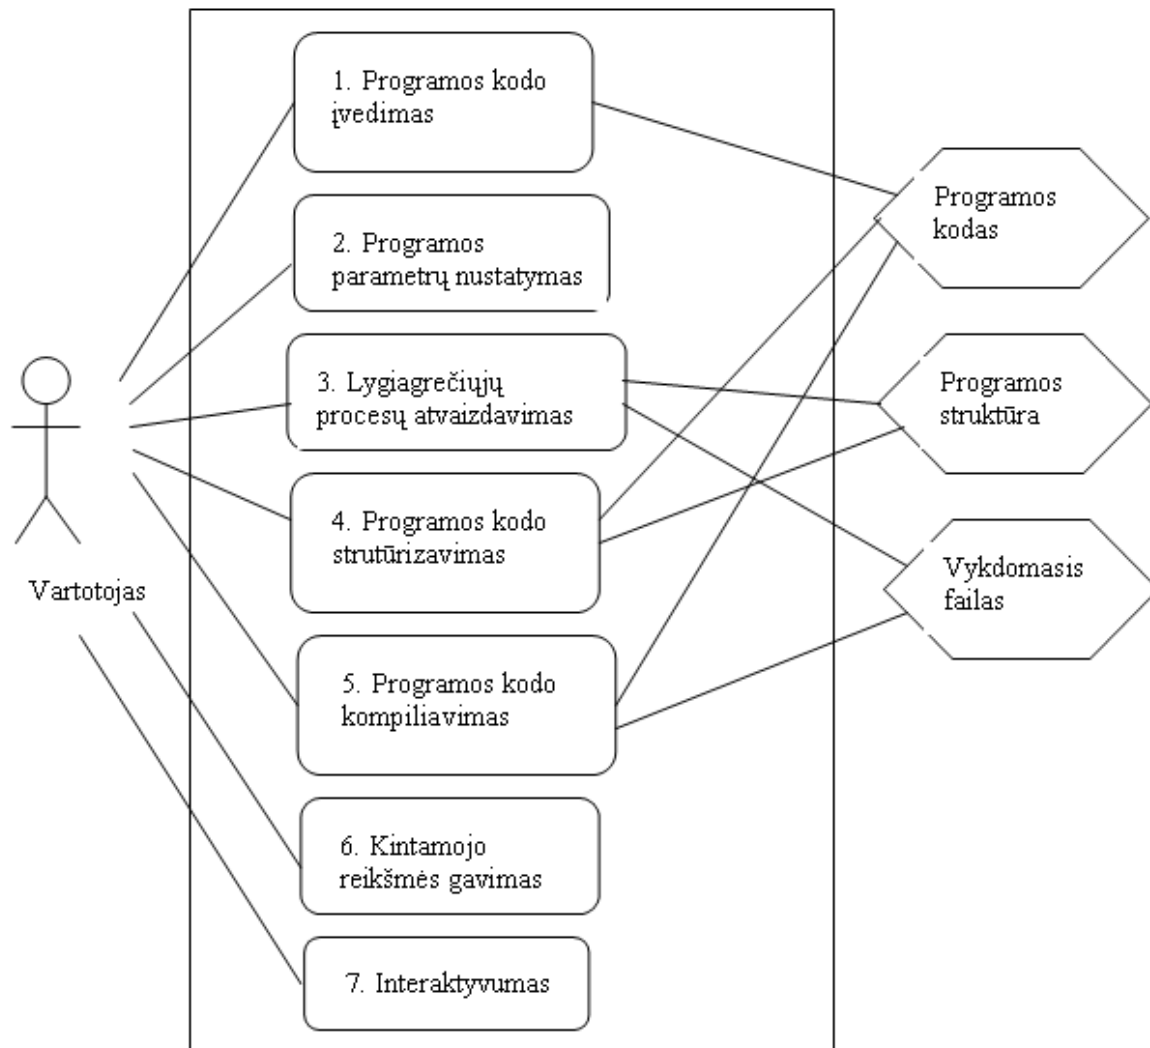 1. Programos kodo
įvedimas
2. Programos
parametrų nustatymas
3. Lygiagrečiųjų
procesų atvaizdavimas
4. Programos kodo
strutūrizavimas
5. Programos kodo
kompiliavimas
6. Kintamojo
reikšmės gavimas
7. Interaktyvumas
Vartotojas
Programos
kodas
Programos
struktūra
Vykdomasis
failas